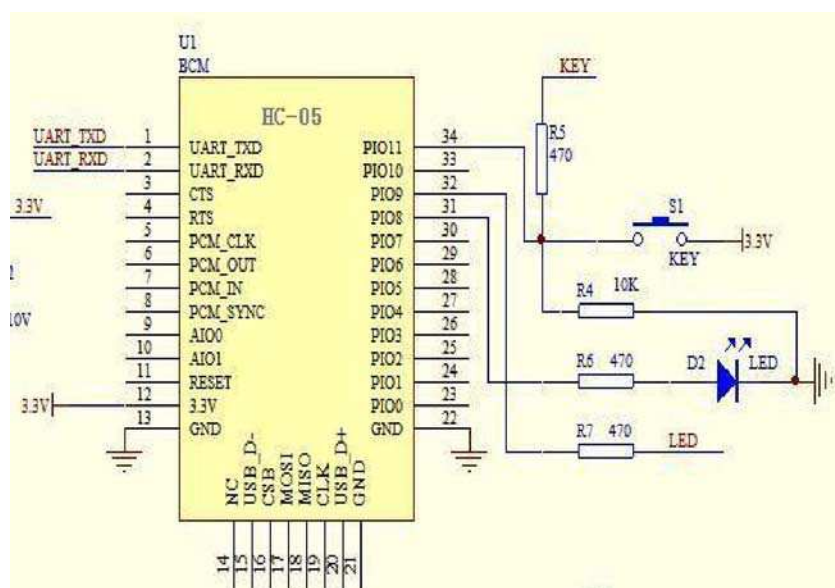 U1
BCM
HC-05
UART_TXD 1 UART_TXD PIO11 34
UART_RXD 2 UART_RXD PIO10 33
3 CTS PIO9 32
3.3V 4 RTS PIO8 31
5 PCM_CLK PIO7 30
6 PCM_OUT PIO6 29
7 PCM_IN PIO5 28
8 PCM_SYNC PIO4 27
9 AIO0 PIO3 26
10 AIO1 PIO2 25
11 RESET PIO1 24
3.3V 12 3.3V PIO0 23
13 GND GND 22
NC USB_D- CSB MOSI MISO CLK USB_D+ GND
14 15 16 17 18 19 20 21
KEY
R5
470
S1
KEY
3.3V
R4 10K
R6 470 D2 LED
R7 470 LED
10V